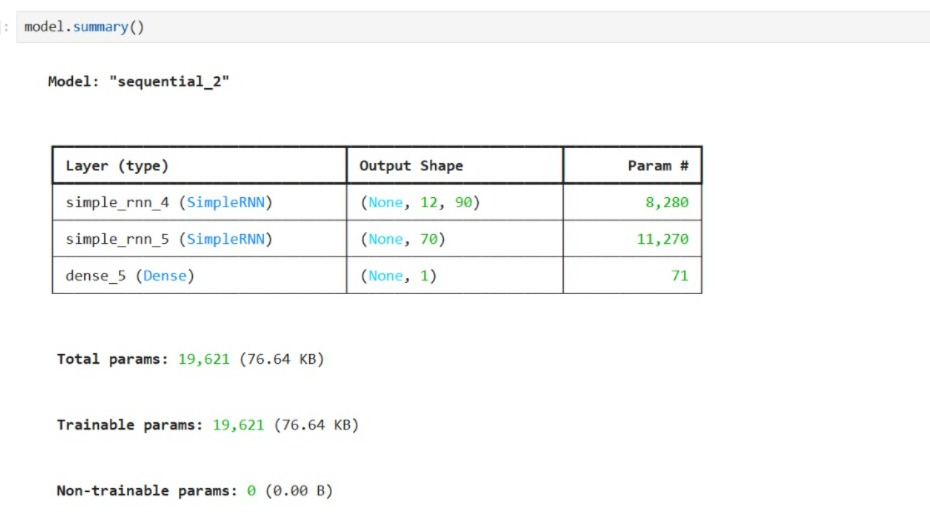 ]: model.summary()
Model: "sequential_2"
Layer (type) Output Shape Param #
simple_rnn_4 (SimpleRNN) (None, 12, 90) 8,280
simple_rnn_5 (SimpleRNN) (None, 70) 11,270
dense_5 (Dense) (None, 1) 71
Total params: 19,621 (76.64 KB)
Trainable params: 19,621 (76.64 KB)
Non-trainable params: 0 (0.00 B)